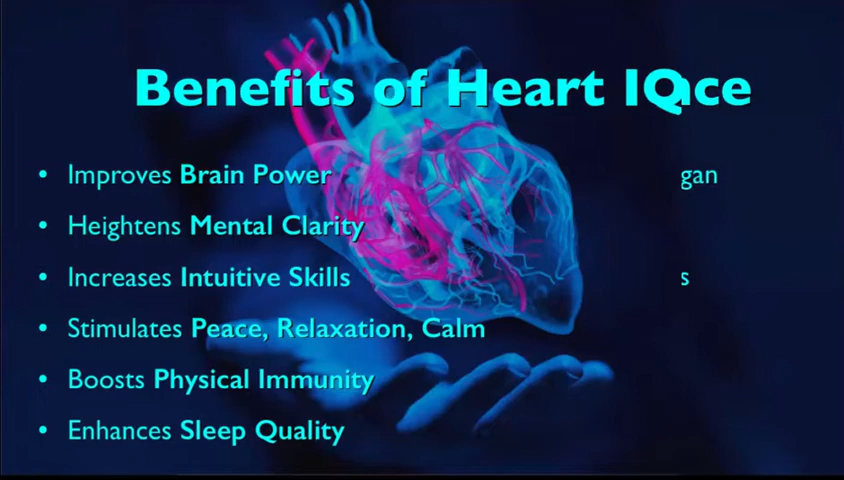 Benefits of Heart IQce
• Improves Brain Power gan
• Heightens Mental Clarity
• Increases Intuitive Skills s
• Stimulates Peace, Relaxation, Calm
• Boosts Physical Immunity
• Enhances Sleep Quality